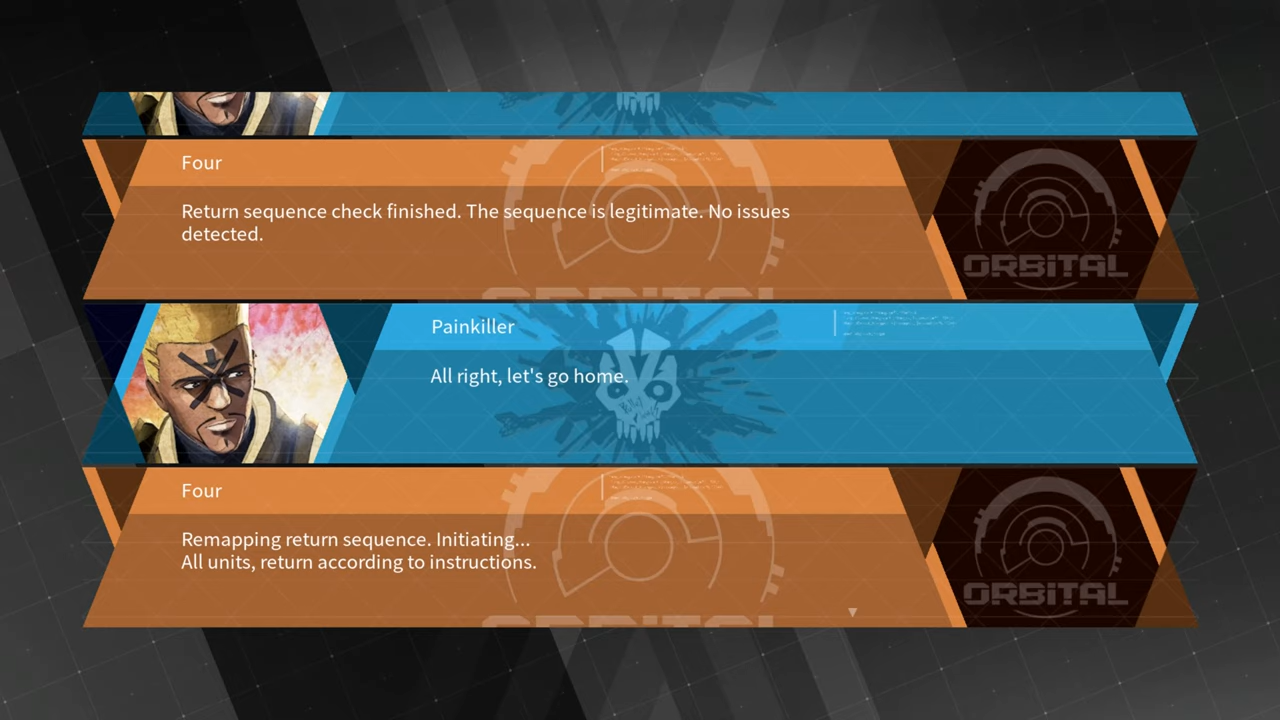 Four
Return sequence check finished. The sequence is legitimate. No issues
detected.
ORBITAL
Painkiller
All right, let's go home.
Four
Remapping return sequence. Initiating...
All units, return according to instructions.
ORBITAL